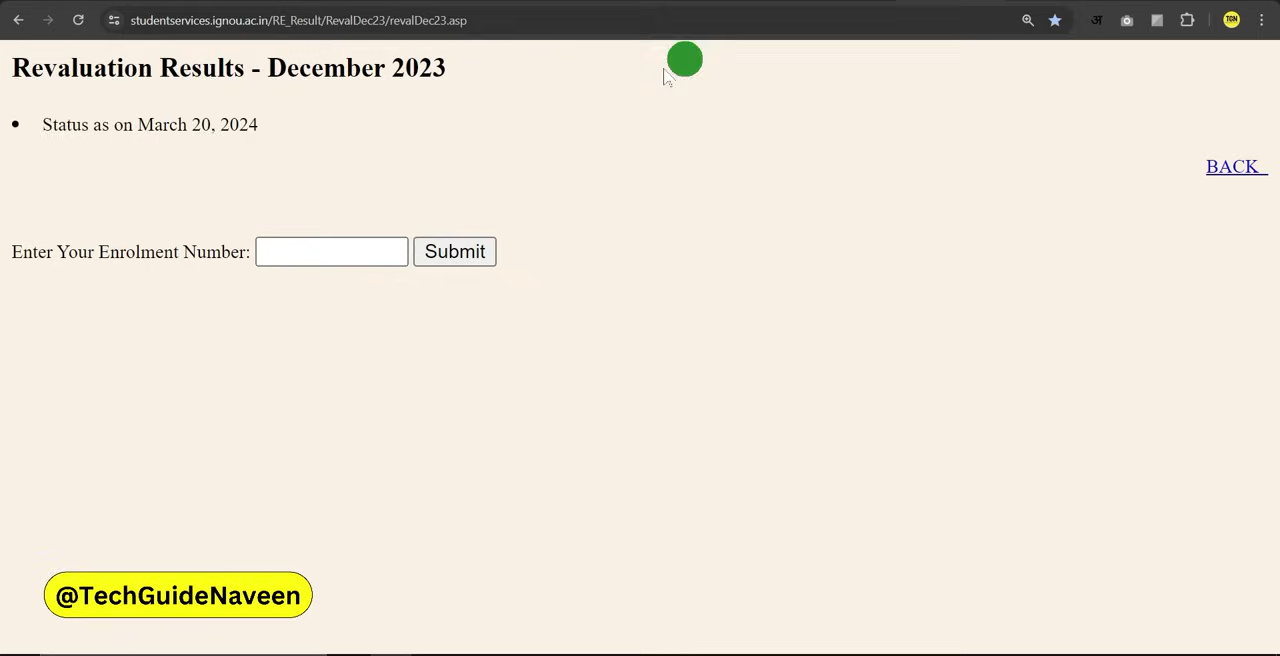 studentservices.ignou.ac.in/RE_Result/RevalDec23/revalDec23.asp
अ
TGN
Revaluation Results - December 2023
Status as on March 20, 2024
BACK
Enter Your Enrolment Number:
Submit
@TechGuideNaveen